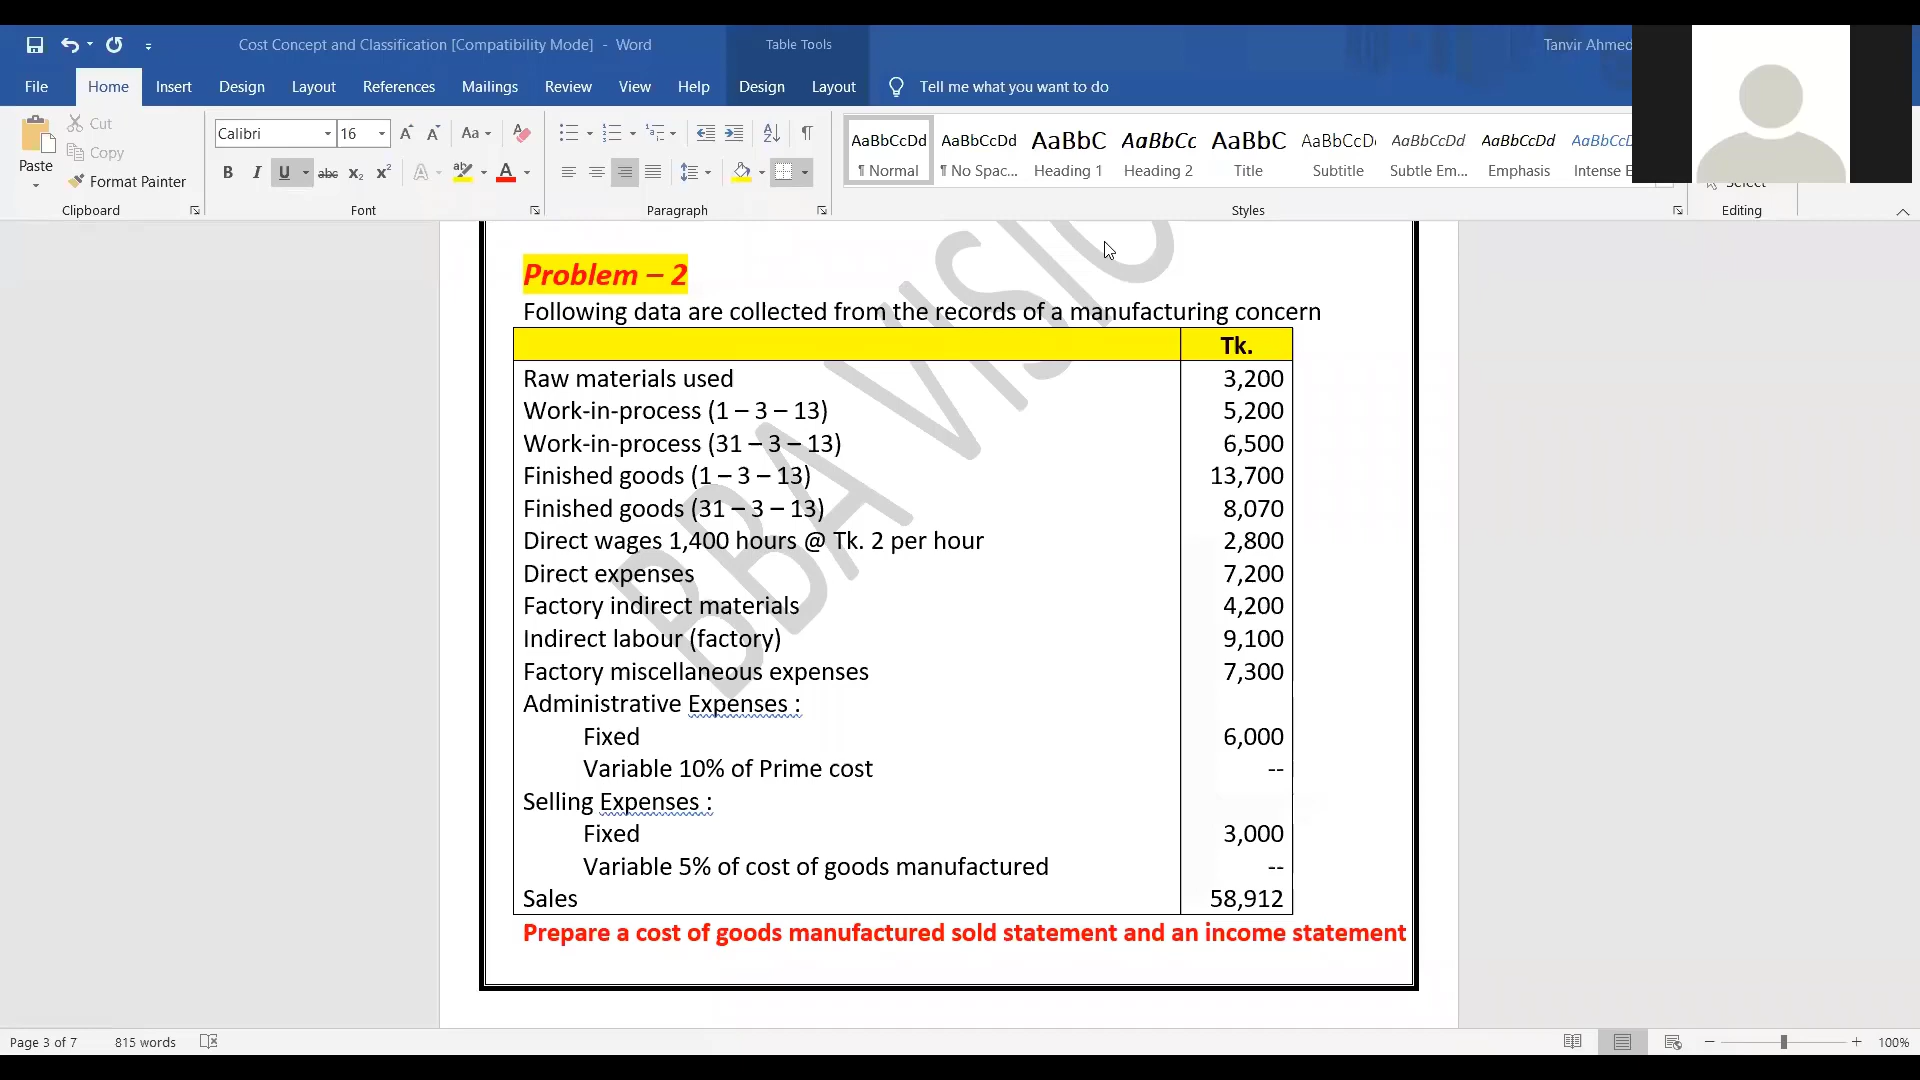 Cost Concept and Classification [Compatibility Mode] - Word
Table Tools
Tanvir Ahmed
File Home Insert Design Layout References Mailings Review View Help Design Layout Tell me what you want to do
Paste
Cut
Copy
Format Painter
Clipboard
Calibri 16
Font
Paragraph
AaBbCcDd AaBbCcDd AaBbC AaBbCc AaBbC AaBbCcDd AaBbCcDd AaBbCcDd AaBbCcD
¶ Normal ¶ No Spac... Heading 1 Heading 2 Title Subtitle Subtle Em... Emphasis Intense E
Styles
Select
Editing
BBA VISIO
Problem – 2
Following data are collected from the records of a manufacturing concern
Tk.
Raw materials used 3,200
Work-in-process (1 – 3 – 13) 5,200
Work-in-process (31 – 3 – 13) 6,500
Finished goods (1 – 3 – 13) 13,700
Finished goods (31 – 3 – 13) 8,070
Direct wages 1,400 hours @ Tk. 2 per hour 2,800
Direct expenses 7,200
Factory indirect materials 4,200
Indirect labour (factory) 9,100
Factory miscellaneous expenses 7,300
Administrative Expenses :
Fixed 6,000
Variable 10% of Prime cost --
Selling Expenses :
Fixed 3,000
Variable 5% of cost of goods manufactured --
Sales 58,912
Prepare a cost of goods manufactured sold statement and an income statement
Page 3 of 7 815 words 100%